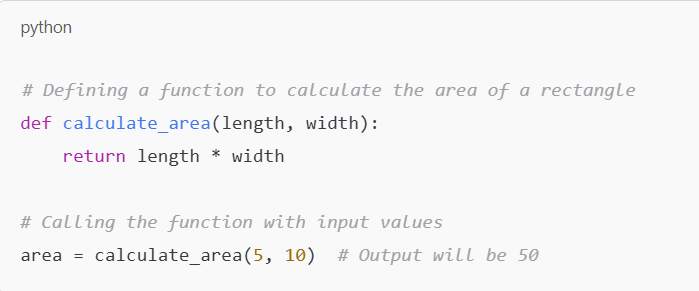 python
# Defining a function to calculate the area of a rectangle
def calculate_area(length, width):
    return length * width
# Calling the function with input values
area = calculate_area(5, 10)  # Output will be 50